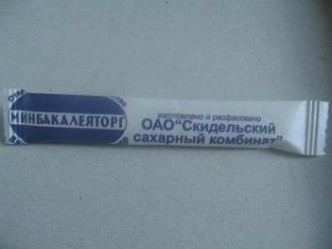 МИНБАКАЛЕЯТОРГ
изготовлено и расфасовано
ОАО"Скидельский
сахарный комбинат"